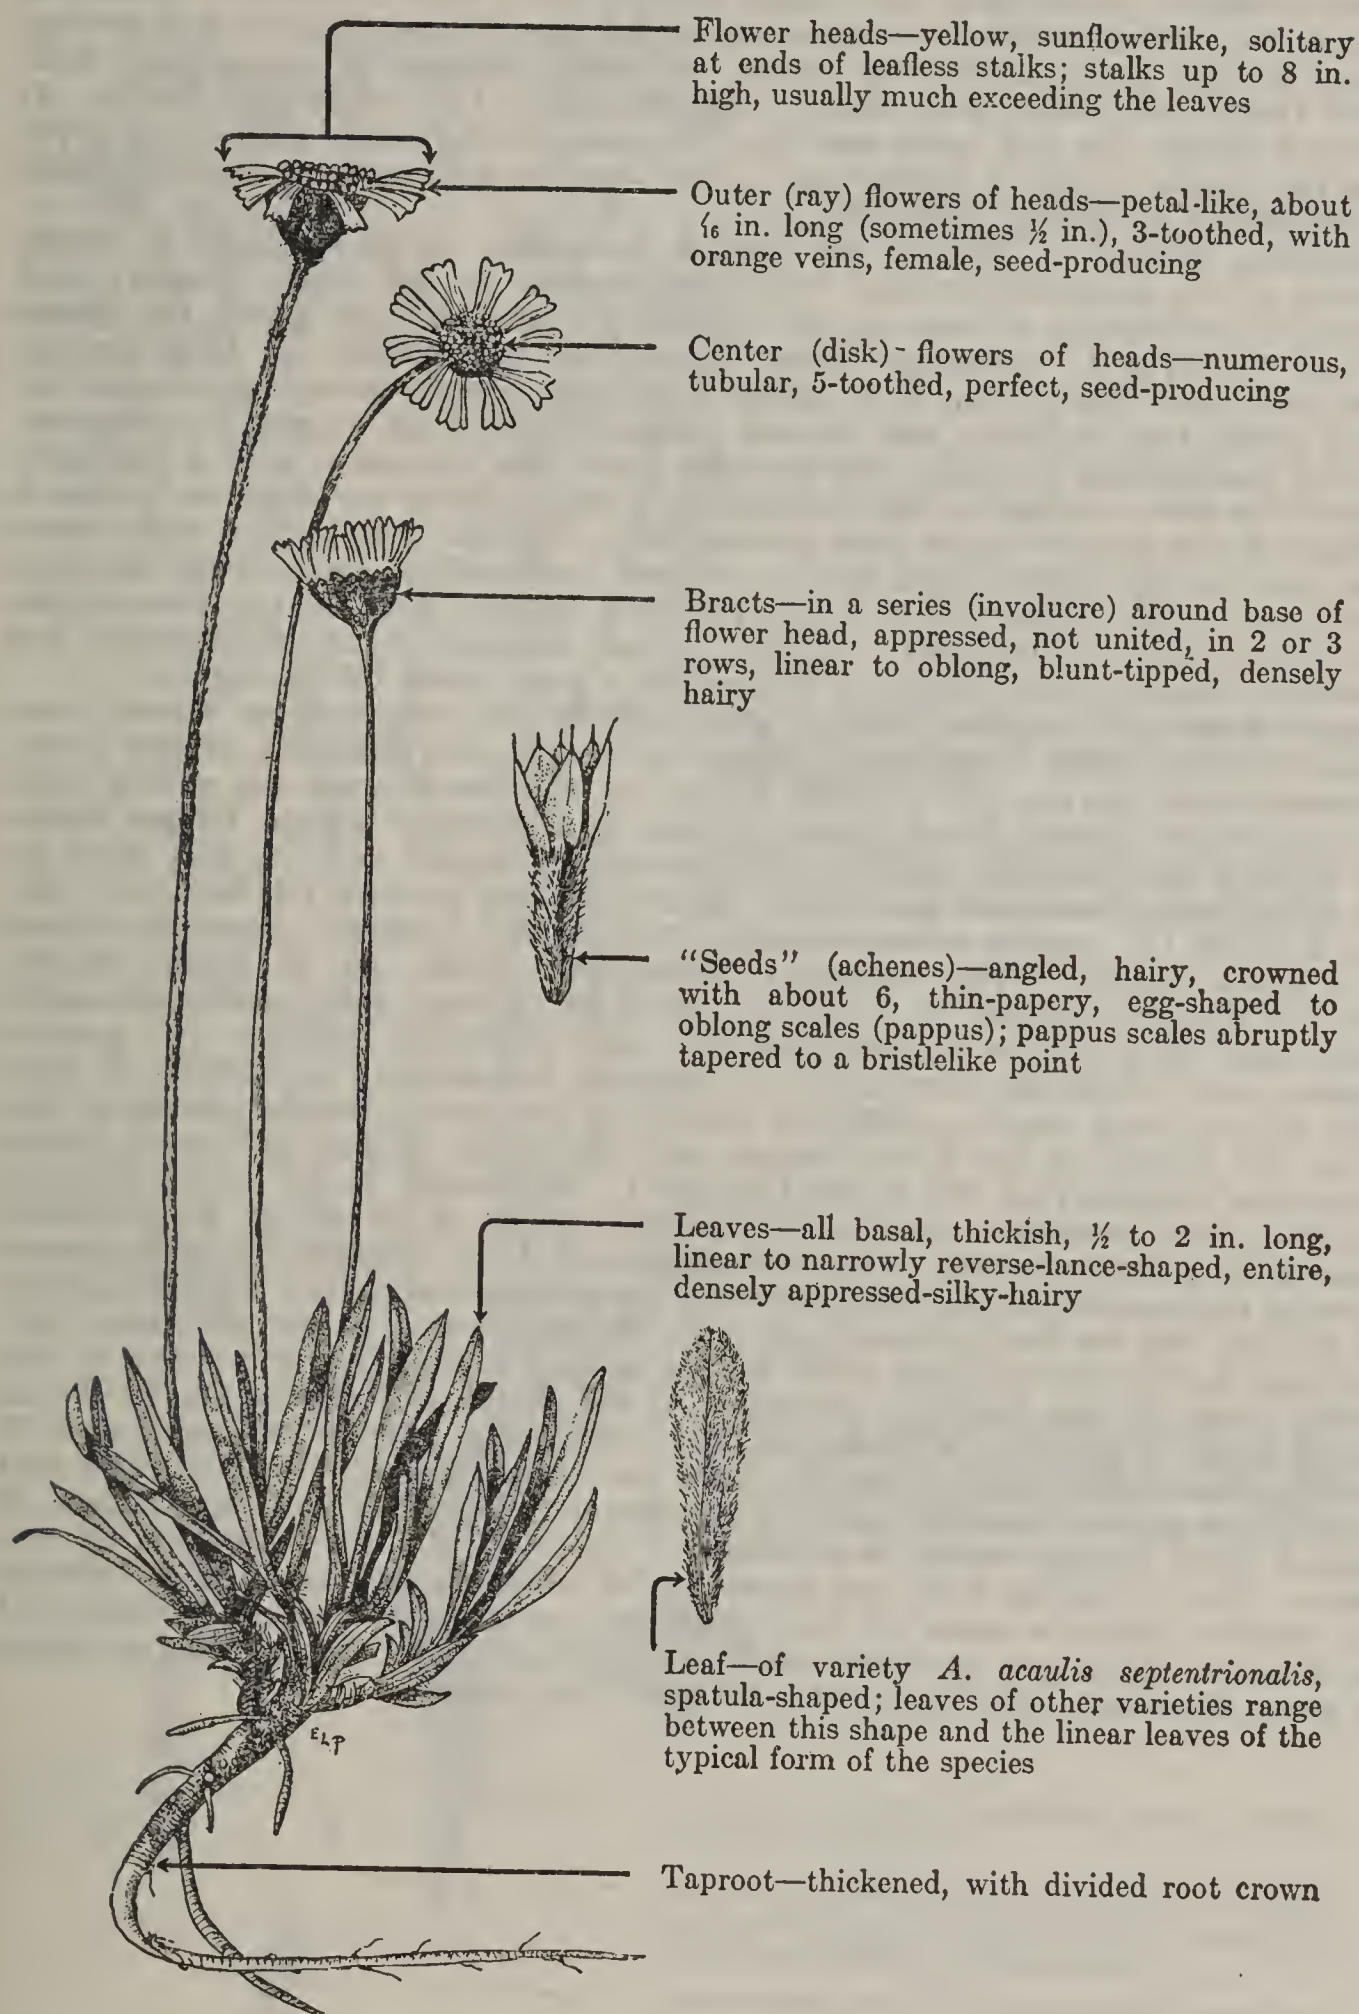 Flower heads—yellow, sunflowerlike, solitary
at ends of leafless stalks; stalks up to 8 in.
high, usually much exceeding the leaves
Outer (ray) flowers of heads—petal-like, about
in. long (sometimes ½ in.), 3-toothed, with
orange veins, female, seed-producing
Center (disk) - flowers of heads—numerous,
tubular, 5-toothed, perfect, seed-producing
Bracts—in a series (involucre) around base of
flower head, appressed, not united, in 2 or 3
rows, linear to oblong, blunt-tipped, densely
hairy
“Seeds” (achenes)—angled, hairy, crowned
with about 6, thin-papery, egg-shaped to
oblong scales (pappus); pappus scales abruptly
tapered to a bristlelike point
Leaves—all basal, thickish, ½ to 2 in. long,
linear to narrowly reverse-lance-shaped, entire,
densely appressed-silky-hairy
Leaf—of variety A. acaulis septentrionalis,
spatula-shaped; leaves of other varieties range
between this shape and the linear leaves of the
typical form of the species
ELP
Taproot—thickened, with divided root crown